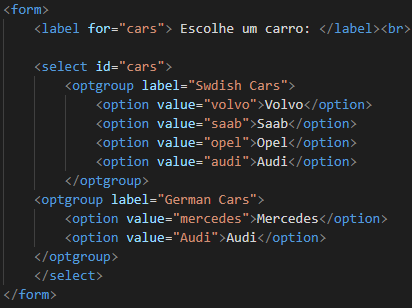 <form>
<label for="cars"> Escolhe um carro: </label><br>
<select id="cars">
<optgroup label="Swdish Cars">
<option value="volvo">Volvo</option>
<option value="saab">Saab</option>
<option value="opel">Opel</option>
<option value="audi">Audi</option>
</optgroup>
<optgroup label="German Cars">
<option value="mercedes">Mercedes</option>
<option value="Audi">Audi</option>
</optgroup>
</select>
</form>